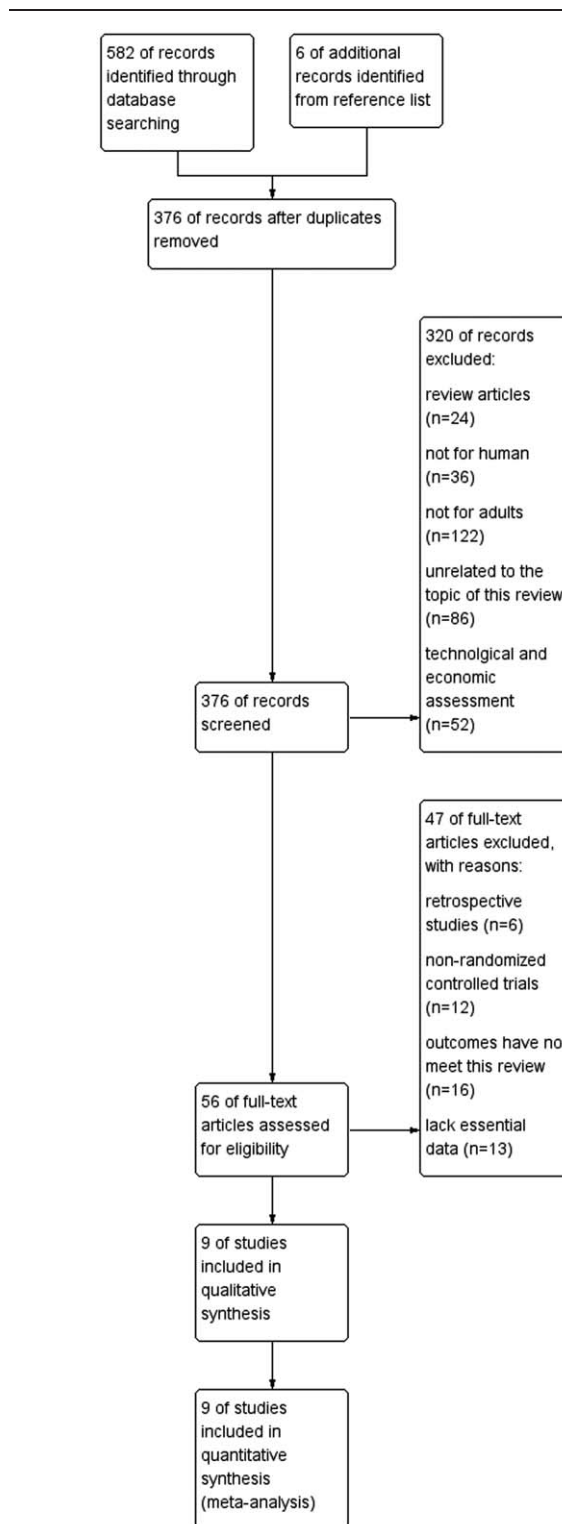 582 of records
identified through
database
searching
6 of additional
records identified
from reference list
376 of records after duplicates
removed
320 of records
excluded:
review articles
(n=24)
not for human
(n=36)
not for adults
(n=122)
unrelated to the
topic of this review
(n=86)
technolgical and
economic
assessment
(n=52)
376 of records
screened
47 of full-text
articles excluded,
with reasons:
retrospective
studies (n=6)
non-randomized
controlled trials
(n=12)
outcomes have no
meet this review
(n=16)
lack essential
data (n=13)
56 of full-text
articles assessed
for eligibility
9 of studies
included in
qualitative
synthesis
9 of studies
included in
quantitative
synthesis
(meta-analysis)